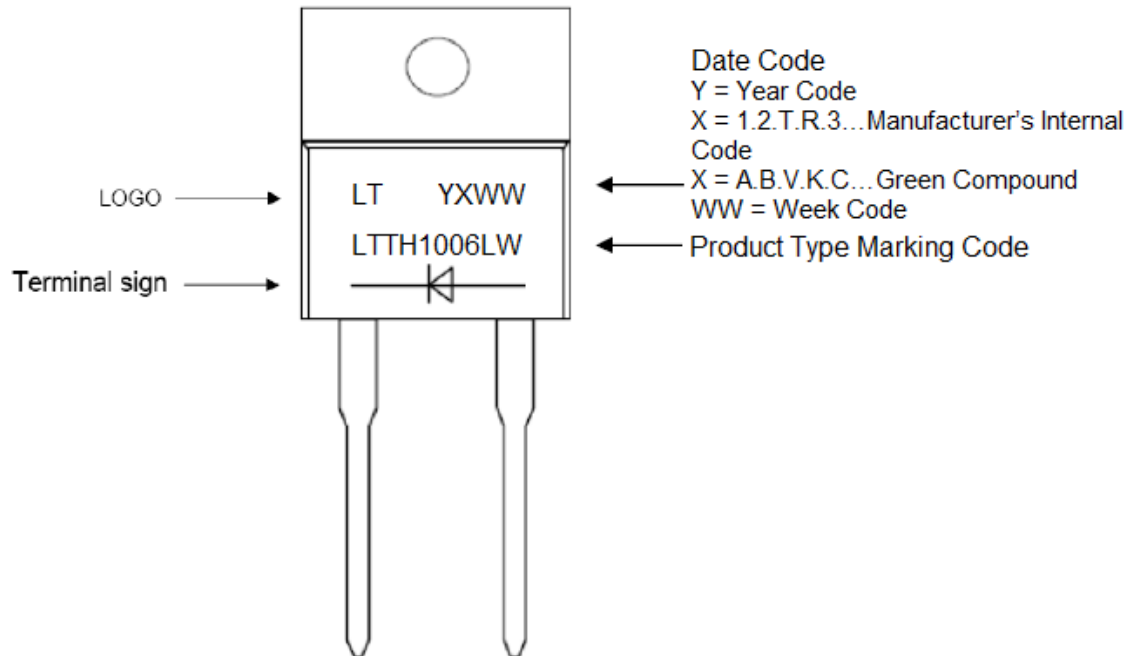 Date Code
Y = Year Code
X = 1.2.T.R.3...Manufacturer's Internal
Code
X = A.B.V.K.C...Green Compound
WW = Week Code
LOGO
LT YXWW
LTTH1006LW
Product Type Marking Code
Terminal sign